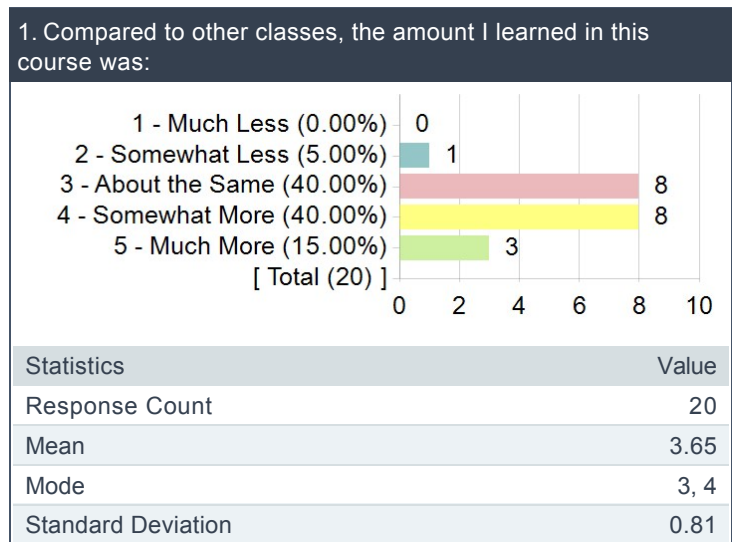 1. Compared to other classes, the amount I learned in this
course was:
1 - Much Less (0.00%) 0
2 - Somewhat Less (5.00%) 1
3 - About the Same (40.00%) 8
4 - Somewhat More (40.00%) 8
5 - Much More (15.00%) 3
[ Total (20) ]
0 2 4 6 8 10
Statistics Value
Response Count 20
Mean 3.65
Mode 3, 4
Standard Deviation 0.81